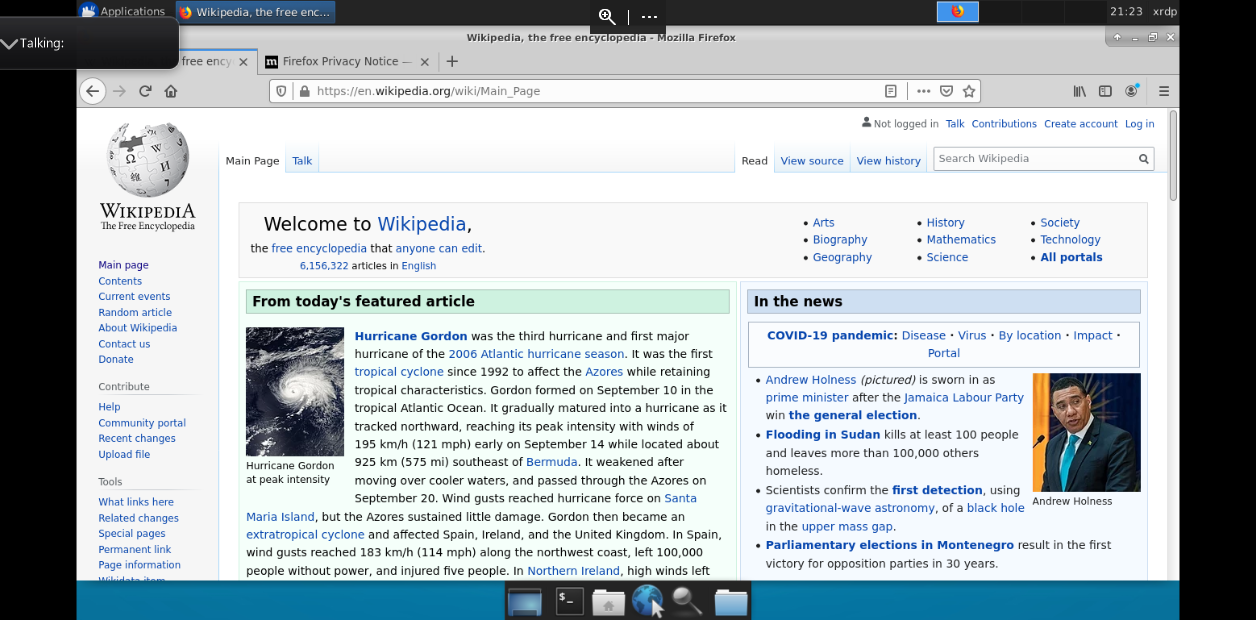 Applications
Wikipedia, the free enc...
21:23 xrdp
Talking:
Wikipedia, the free encyclopedia - Mozilla Firefox
free ency
m Firefox Privacy Notice —
https://en.wikipedia.org/wiki/Main_Page
Not logged in Talk Contributions Create account Log in
Main Page Talk Read View source View history Search Wikipedia
WIKIPEDIA
The Free Encyclopedia
Main page
Contents
Current events
Random article
About Wikipedia
Contact us
Donate
Contribute
Help
Community portal
Recent changes
Upload file
Tools
What links here
Related changes
Special pages
Permanent link
Page information
Wikidata item
Welcome to Wikipedia,
the free encyclopedia that anyone can edit.
6,156,322 articles in English
• Arts
• Biography
• Geography
• History
• Mathematics
• Science
• Society
• Technology
• All portals
From today's featured article
Hurricane Gordon
at peak intensity
Hurricane Gordon was the third hurricane and first major
hurricane of the 2006 Atlantic hurricane season. It was the first
tropical cyclone since 1992 to affect the Azores while retaining
tropical characteristics. Gordon formed on September 10 in the
tropical Atlantic Ocean. It gradually matured into a hurricane as it
tracked northward, reaching its peak intensity with winds of
195 km/h (121 mph) early on September 14 while located about
925 km (575 mi) southeast of Bermuda. It weakened after
moving over cooler waters, and passed through the Azores on
September 20. Wind gusts reached hurricane force on Santa
Maria Island, but the Azores sustained little damage. Gordon then became an
extratropical cyclone and affected Spain, Ireland, and the United Kingdom. In Spain,
wind gusts reached 183 km/h (114 mph) along the northwest coast, left 100,000
people without power, and injured five people. In Northern Ireland, high winds left
In the news
COVID-19 pandemic: Disease · Virus · By location · Impact ·
Portal
• Andrew Holness (pictured) is sworn in as
prime minister after the Jamaica Labour Party
win the general election.
• Flooding in Sudan kills at least 100 people
and leaves more than 100,000 others
homeless.
• Scientists confirm the first detection, using
gravitational-wave astronomy, of a black hole
in the upper mass gap.
• Parliamentary elections in Montenegro result in the first
victory for opposition parties in 30 years.
Andrew Holness
$_